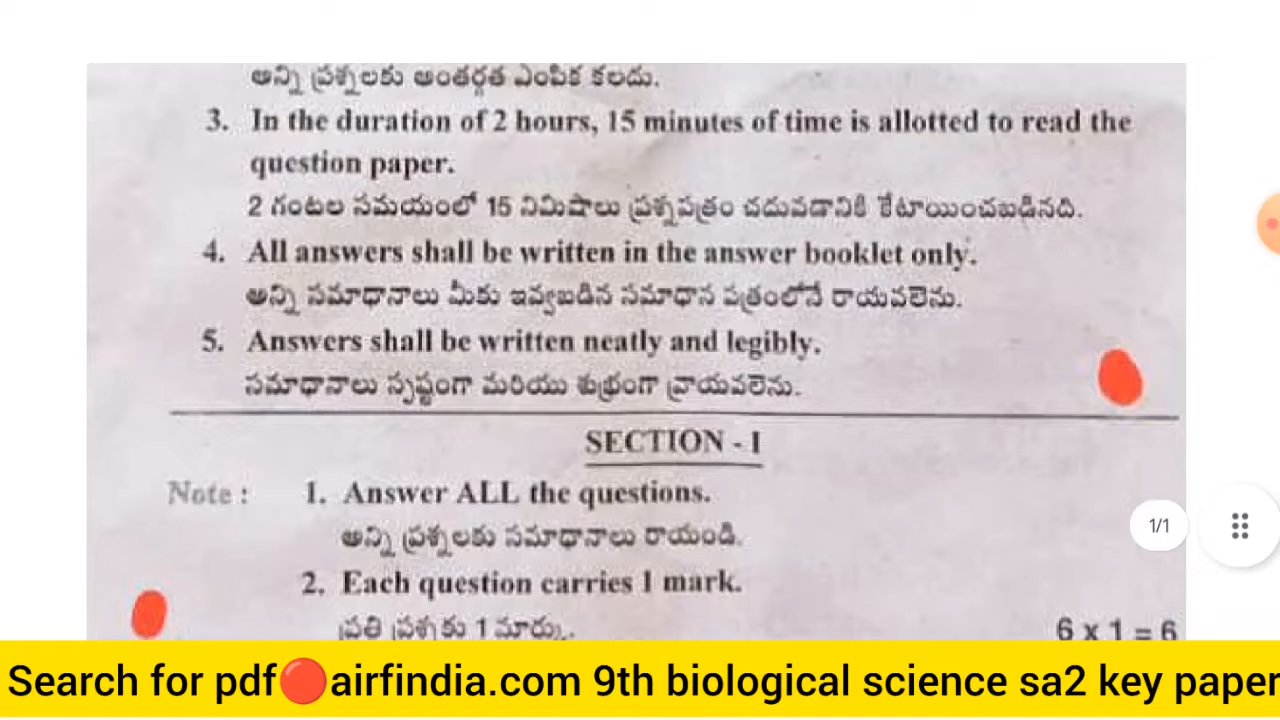 అన్ని ప్రశ్నలకు అంతర్గత ఎంపిక కలదు.
3. In the duration of 2 hours, 15 minutes of time is allotted to read the
question paper.
2 గంటల సమయంలో 15 నిమిషాలు ప్రశ్నపత్రం చదువడానికి కేటాయించబడినది.
4. All answers shall be written in the answer booklet only.
అన్ని సమాధానాలు మీకు ఇవ్వబడిన సమాధాన పత్రంలోనే రాయవలెను.
5. Answers shall be written neatly and legibly.
సమాధానాలు స్పష్టంగా మరియు శుభ్రంగా వ్రాయవలెను.
SECTION - I
Note : 1. Answer ALL the questions.
అన్ని ప్రశ్నలకు సమాధానాలు రాయండి.
2. Each question carries 1 mark.
ప్రతి ప్రశ్నకు 1 మార్కు. 6 x 1 = 6
1/1
Search for pdf🔴airfindia.com 9th biological science sa2 key paper